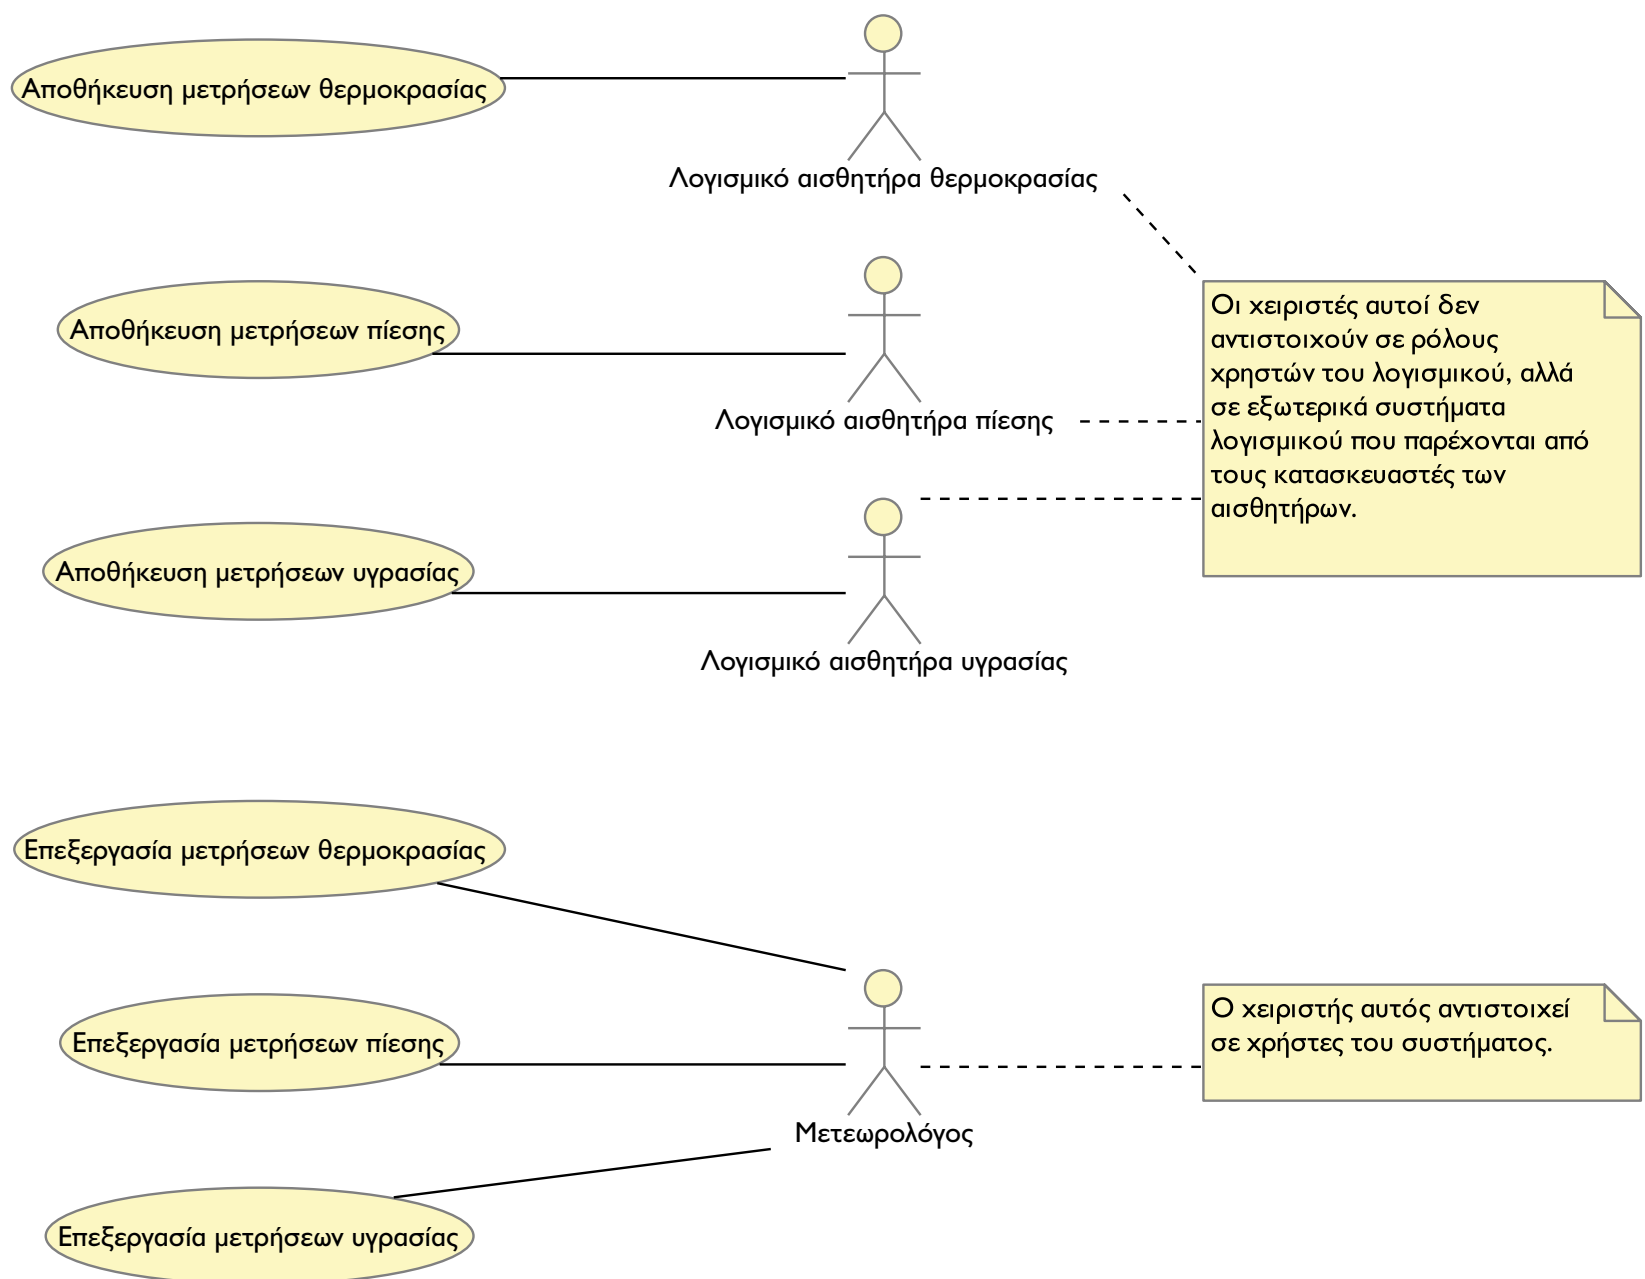 Αποθήκευση μετρήσεων θερμοκρασίας
Λογισμικό αισθητήρα θερμοκρασίας
Αποθήκευση μετρήσεων πίεσης
Λογισμικό αισθητήρα πίεσης
Οι χειριστές αυτοί δεν
αντιστοιχούν σε ρόλους
χρηστών του λογισμικού, αλλά
σε εξωτερικά συστήματα
λογισμικού που παρέχονται από
τους κατασκευαστές των
αισθητήρων.
Αποθήκευση μετρήσεων υγρασίας
Λογισμικό αισθητήρα υγρασίας
Επεξεργασία μετρήσεων θερμοκρασίας
Επεξεργασία μετρήσεων πίεσης
Μετεωρολόγος
Ο χειριστής αυτός αντιστοιχεί
σε χρήστες του συστήματος.
Επεξεργασία μετρήσεων υγρασίας